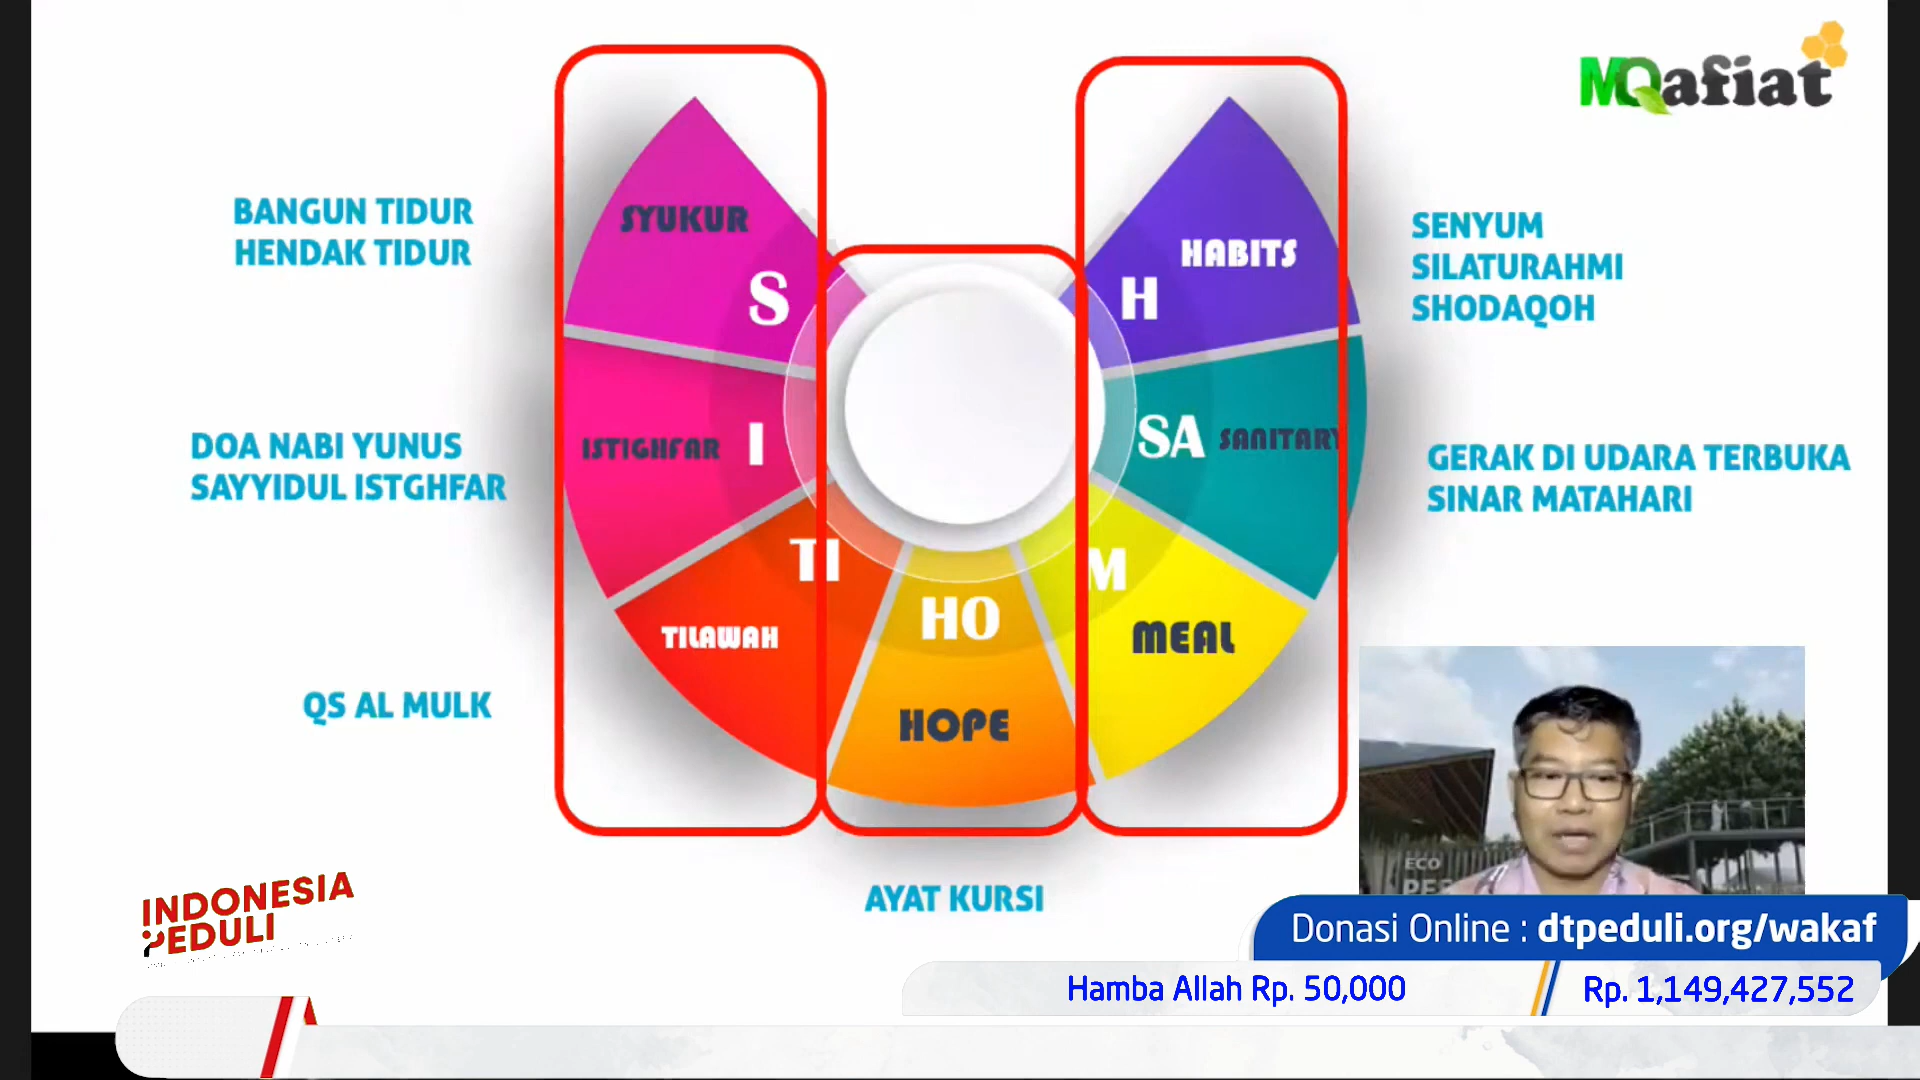 MQafiat
BANGUN TIDUR
HENDAK TIDUR
SYUKUR
S
HABITS
H
SENYUM
SILATURAHMI
SHODAQOH
DOA NABI YUNUS
SAYYIDUL ISTGHFAR
ISTIGHFAR
I
SA
SANITARY
GERAK DI UDARA TERBUKA
SINAR MATAHARI
QS AL MULK
TI
TILAWAH
HO
HOPE
M
MEAL
AYAT KURSI
ECO
INDONESIA
PEDULI
Donasi Online : dtpeduli.org/wakaf
Hamba Allah Rp. 50,000
Rp. 1,149,427,552